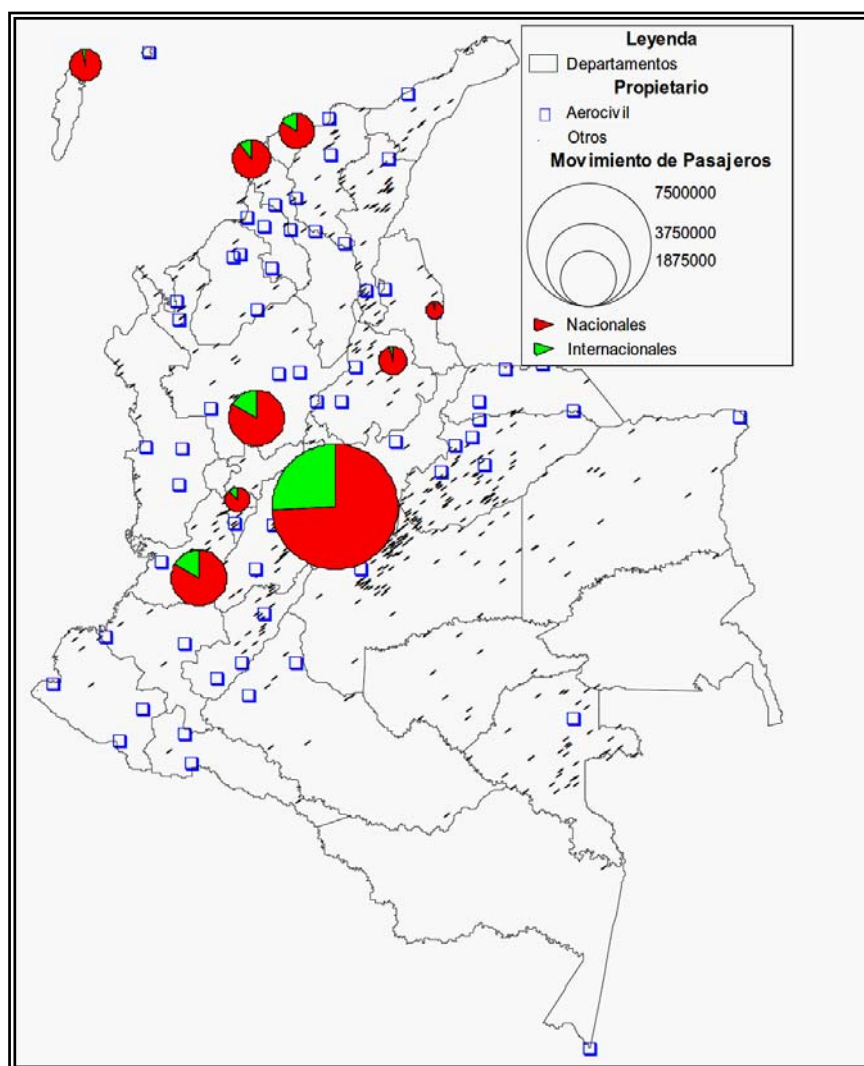 Leyenda
Departamentos
Propietario
Aerocivil
Otros
Movimiento de Pasajeros
7500000
3750000
1875000
Nacionales
Internacionales